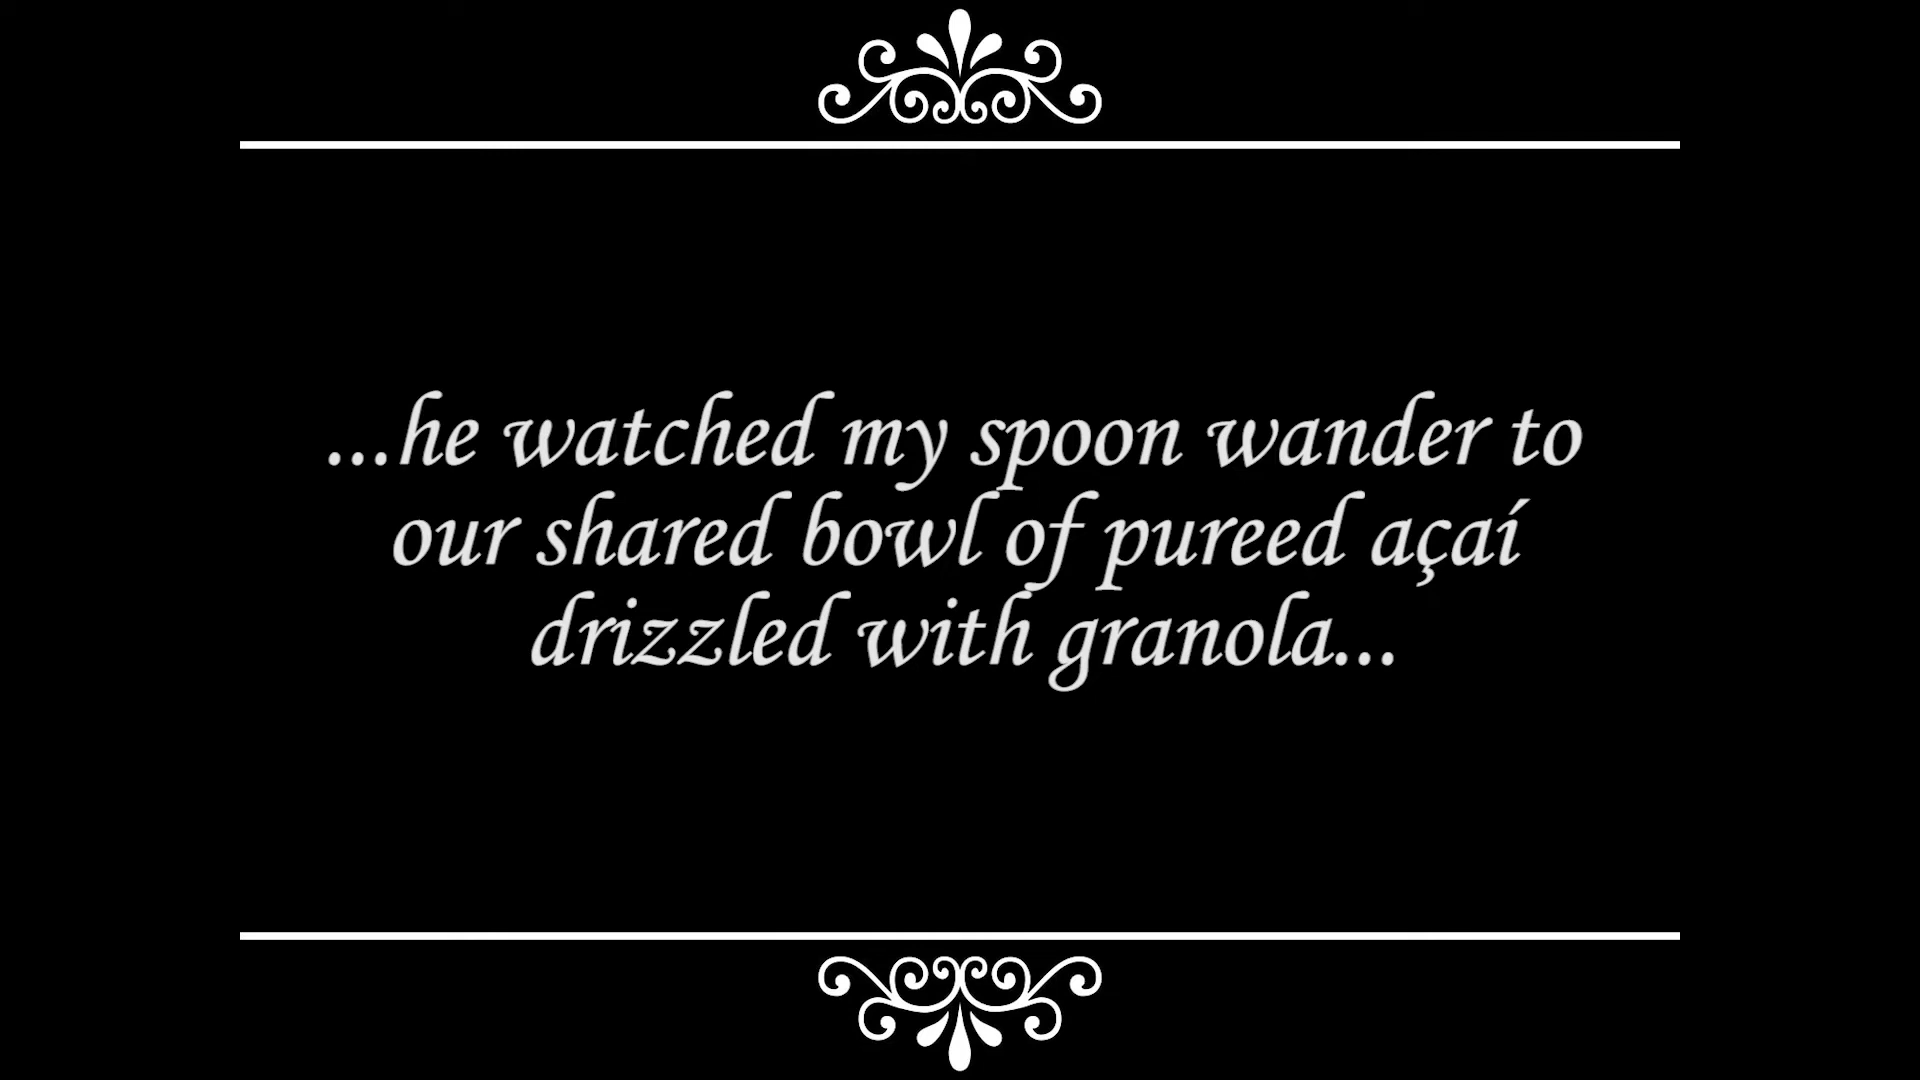 ...he watched my spoon wander to
our shared bowl of pureed açaí
drizzled with granola...